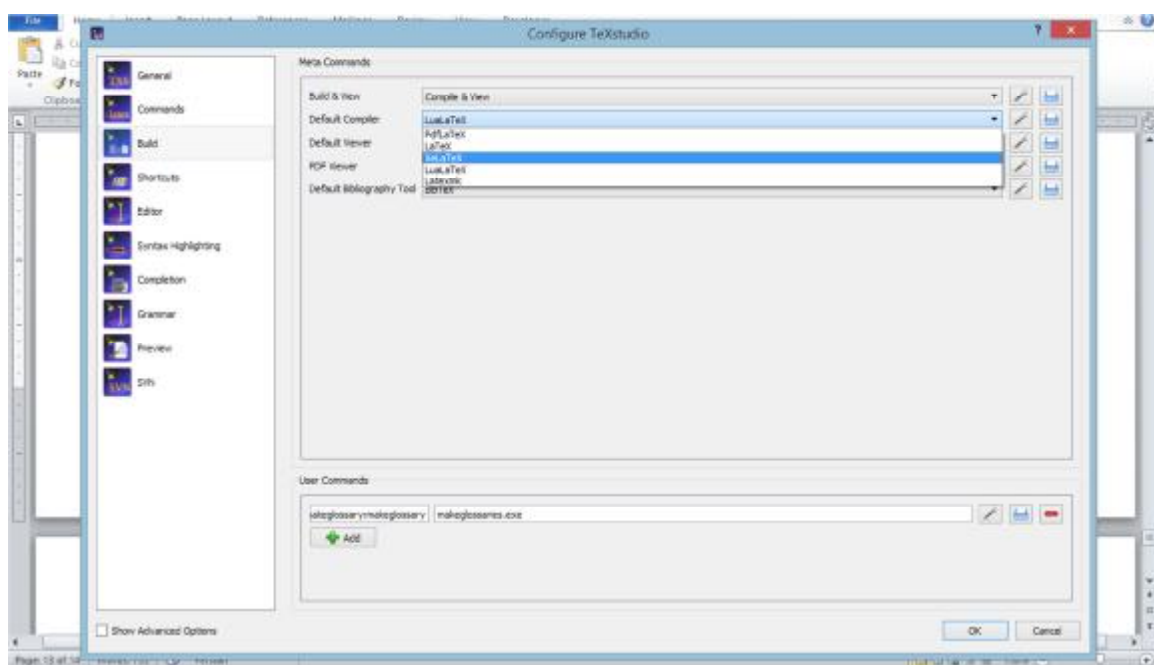 Configure TeXstudio
?
File
Paste
General
Commands
Build
Shortcuts
Editor
Syntax Highlighting
Completion
Grammar
Preview
SVN
Meta Commands
Build & View
Compile & View
Default Compiler
LuaLaTeX
PdfLaTeX
LaTeX
XeLaTeX
LuaLaTeX
Latexmk
Default Viewer
PDF Viewer
Default Bibliography Tool
BibTeX
User Commands
makeglossaries.exe
Add
Show Advanced Options
OK
Cancel